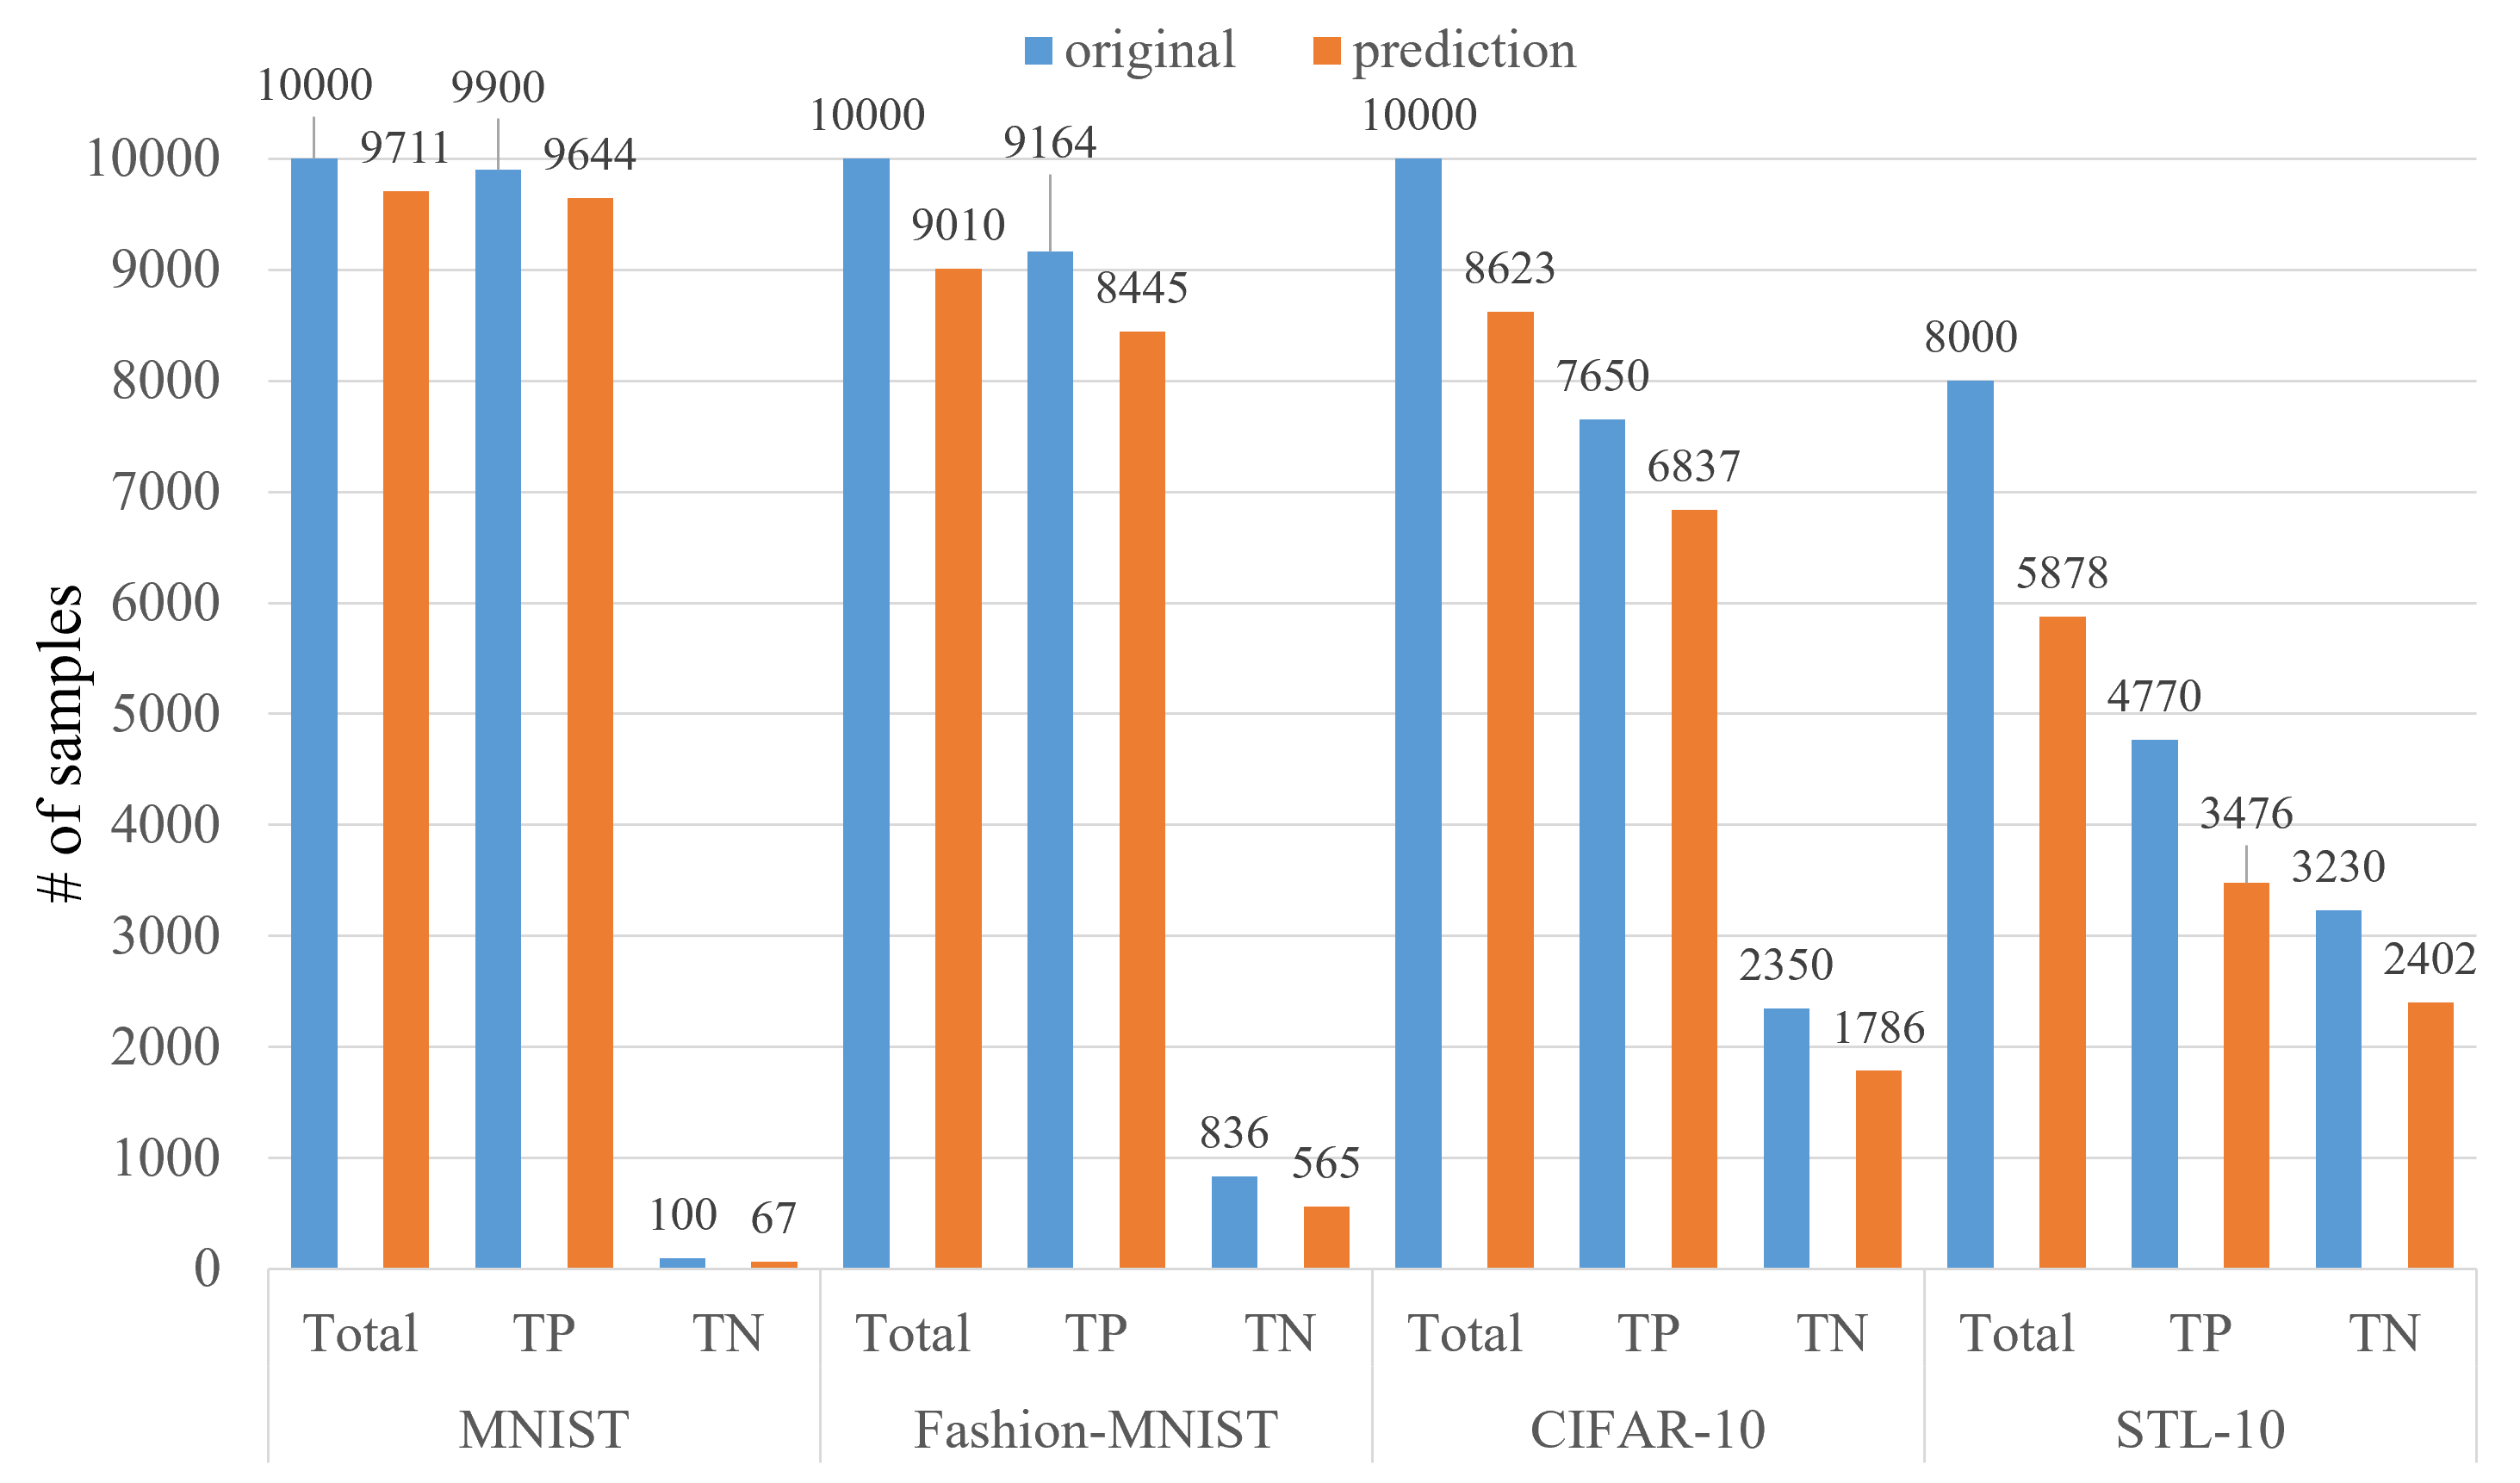 original prediction
10000 9711 9900 9644 100 67
10000 9010 9164 8445 836 565
10000 8623 7650 6837 2350 1786
8000 5878 4770 3476 3230 2402
10000
9000
8000
7000
6000
5000
4000
3000
2000
1000
0
# of samples
Total TP TN Total TP TN Total TP TN Total TP TN
MNIST Fashion-MNIST CIFAR-10 STL-10